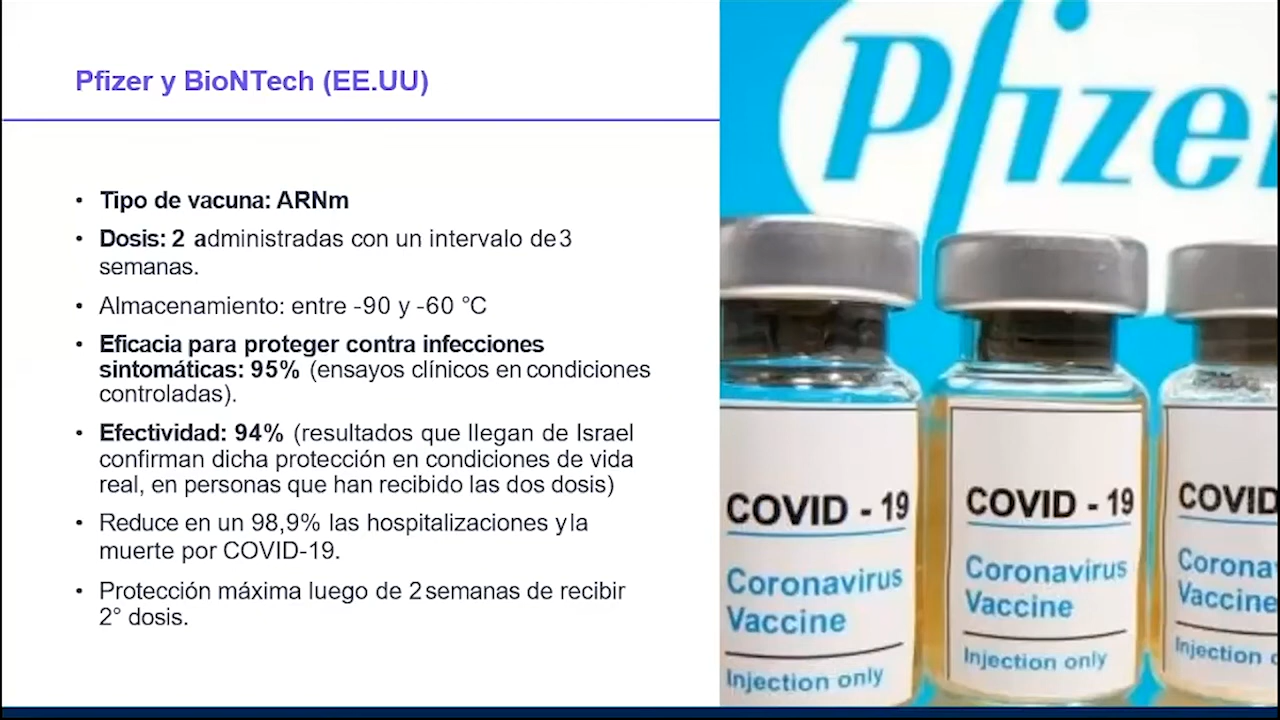 Pfizer y BioNTech (EE.UU)
• Tipo de vacuna: ARNm
• Dosis: 2 administradas con un intervalo de 3
semanas.
• Almacenamiento: entre -90 y -60 °C
• Eficacia para proteger contra infecciones
sintomáticas: 95% (ensayos clínicos en condiciones
controladas).
• Efectividad: 94% (resultados que llegan de Israel
confirman dicha protección en condiciones de vida
real, en personas que han recibido las dos dosis)
• Reduce en un 98,9% las hospitalizaciones y la
muerte por COVID-19.
• Protección máxima luego de 2 semanas de recibir
2° dosis.
Pfizer
COVID - 19
Coronavirus
Vaccine
Injection only
COVID - 19
Coronavirus
Vaccine
Injection only
COVID
Corona
Vaccine
Injection